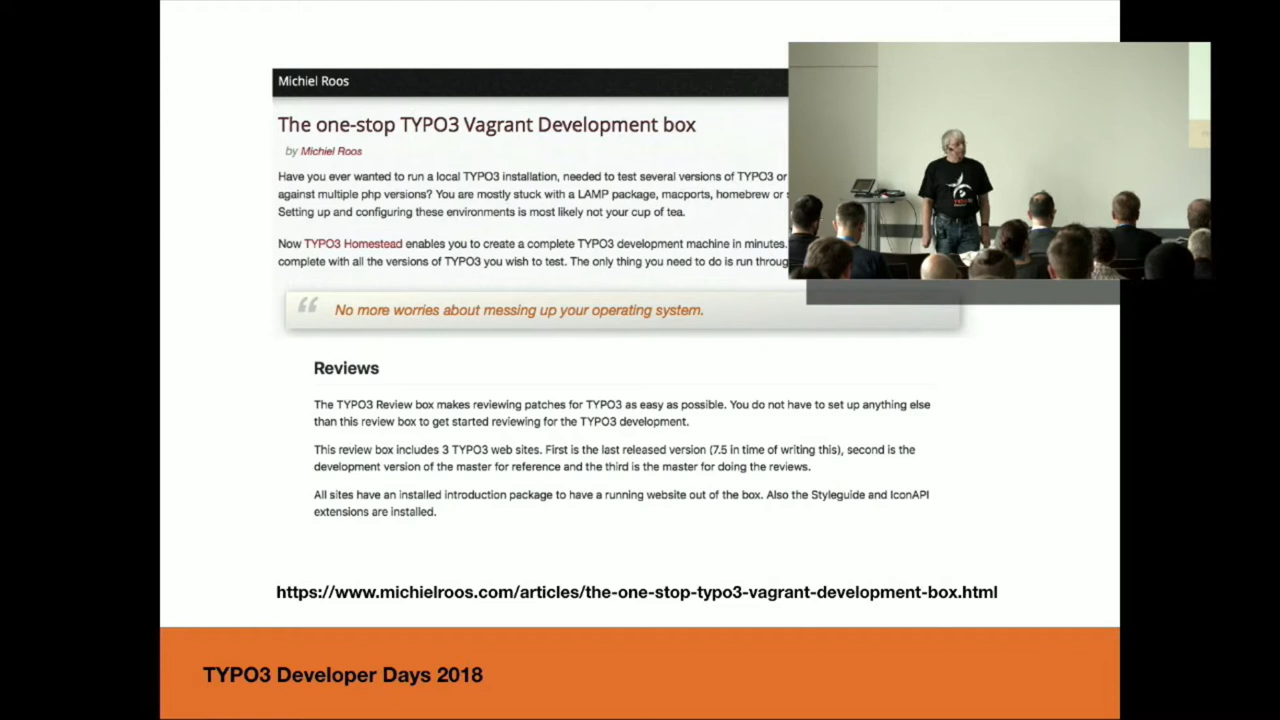 Michiel Roos
The one-stop TYPO3 Vagrant Development box
by Michiel Roos
Have you ever wanted to run a local TYPO3 installation, needed to test several versions of TYPO3 or
against multiple php versions? You are mostly stuck with a LAMP package, macports, homebrew or
Setting up and configuring these environments is most likely not your cup of tea.
Now TYPO3 Homestead enables you to create a complete TYPO3 development machine in minutes.
complete with all the versions of TYPO3 you wish to test. The only thing you need to do is run throug
No more worries about messing up your operating system.
Reviews
The TYPO3 Review box makes reviewing patches for TYPO3 as easy as possible. You do not have to set up anything else
than this review box to get started reviewing for the TYPO3 development.
This review box includes 3 TYPO3 web sites. First is the last released version (7.5 in time of writing this), second is the
development version of the master for reference and the third is the master for doing the reviews.
All sites have an installed introduction package to have a running website out of the box. Also the Styleguide and IconAPI
extensions are installed.
https://www.michielroos.com/articles/the-one-stop-typo3-vagrant-development-box.html
TYPO3 Developer Days 2018